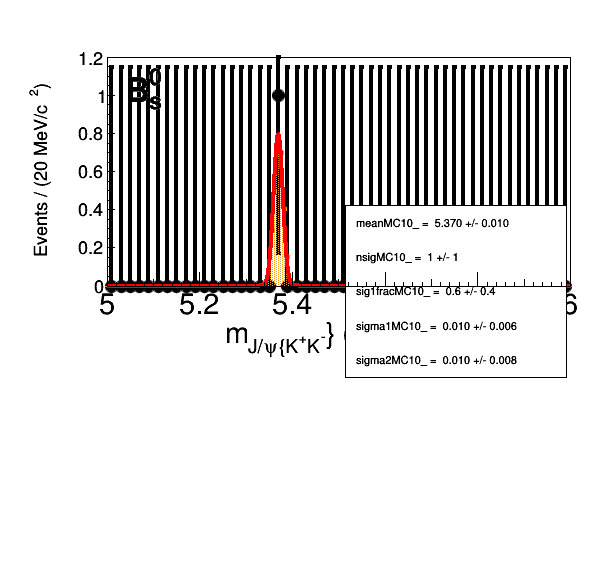 1.2
1
0.8
0.6
0.4
0.2
0
Events / (20 MeV/c 2)
B0s
meanMC10_ = 5.370 +/- 0.010
nsigMC10_ = 1 +/- 1
sig1fracMC10_ = 0.6 +/- 0.4
sigma1MC10_ = 0.010 +/- 0.006
sigma2MC10_ = 0.010 +/- 0.008
5 5.2 5.4 6
mJ/ψ{K+K-} (